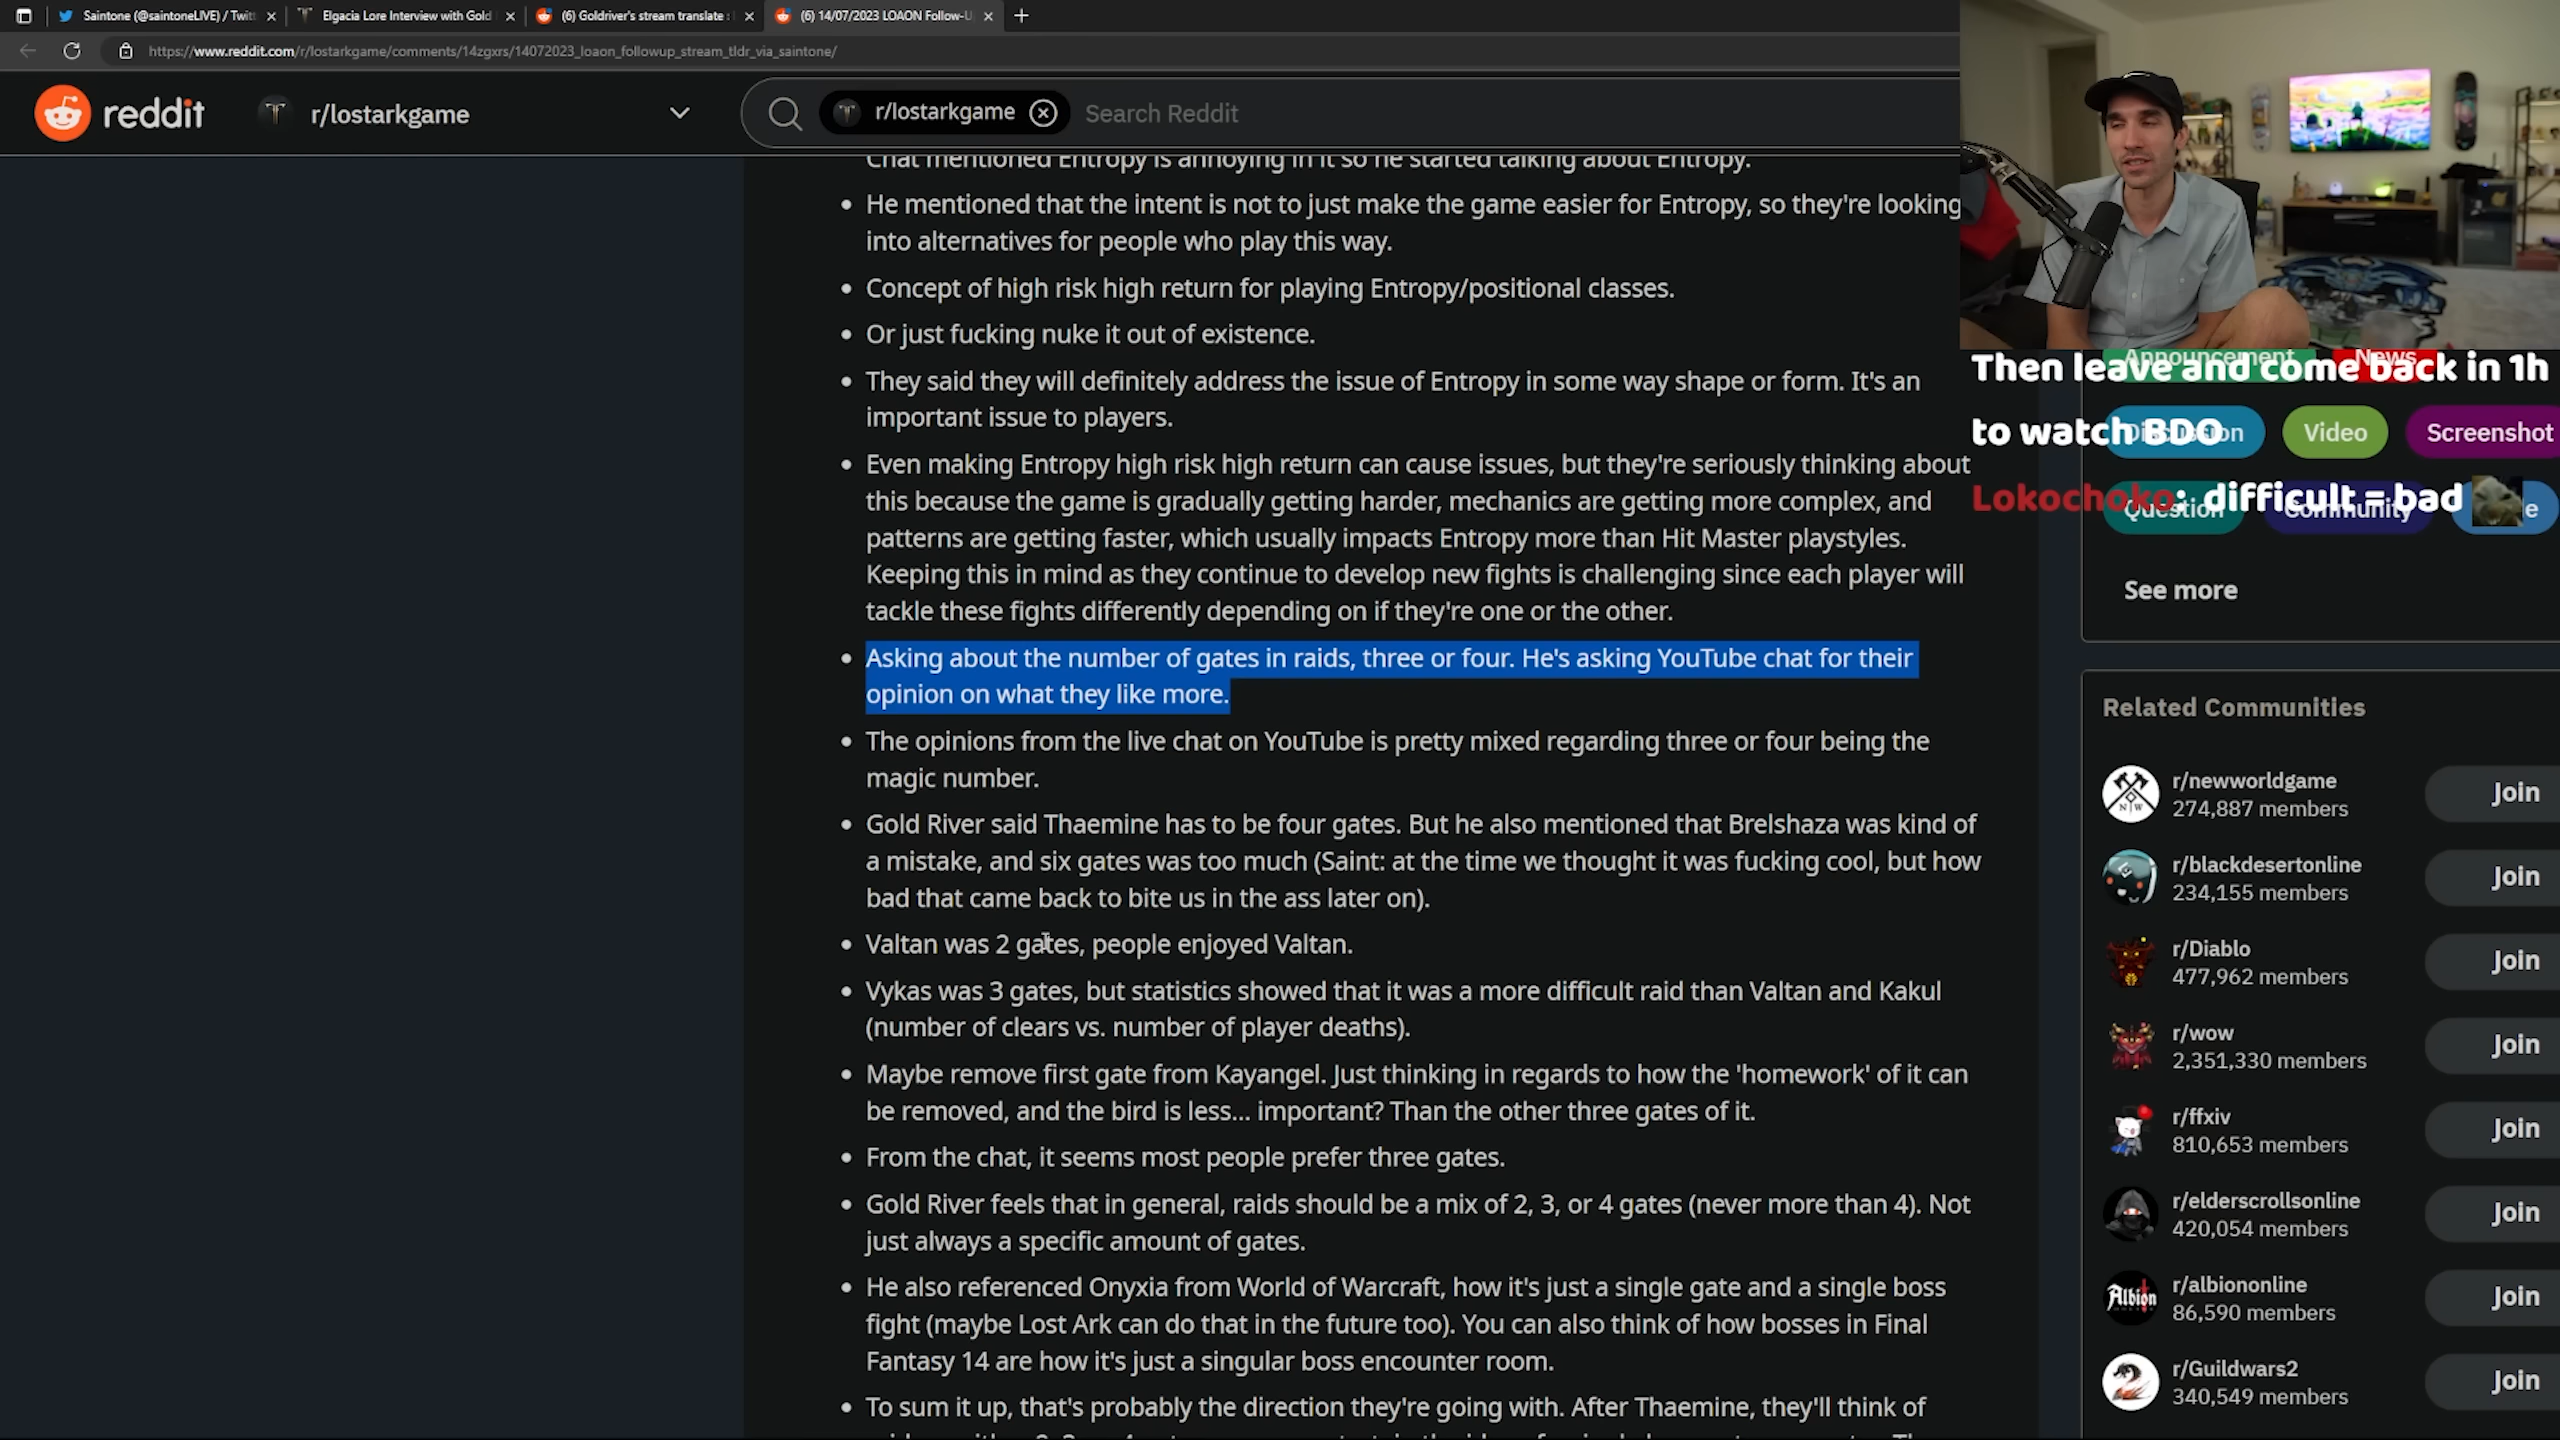 Saintone (@saintoneLIVE) / Twitt
Elgacia Lore Interview with Gold
(6) Goldriver's stream translate :
(6) 14/07/2023 LOAON Follow-U
https://www.reddit.com/r/lostarkgame/comments/14zgxrs/14072023_loaon_followup_stream_tldr_via_saintone/
reddit
r/lostarkgame
r/lostarkgame
Search Reddit
Chat mentioned Entropy is annoying in it so he started talking about Entropy.
• He mentioned that the intent is not to just make the game easier for Entropy, so they're looking
into alternatives for people who play this way.
• Concept of high risk high return for playing Entropy/positional classes.
• Or just fucking nuke it out of existence.
• They said they will definitely address the issue of Entropy in some way shape or form. It's an
important issue to players.
• Even making Entropy high risk high return can cause issues, but they're seriously thinking about
this because the game is gradually getting harder, mechanics are getting more complex, and
patterns are getting faster, which usually impacts Entropy more than Hit Master playstyles.
Keeping this in mind as they continue to develop new fights is challenging since each player will
tackle these fights differently depending on if they're one or the other.
• Asking about the number of gates in raids, three or four. He's asking YouTube chat for their
opinion on what they like more.
• The opinions from the live chat on YouTube is pretty mixed regarding three or four being the
magic number.
• Gold River said Thaemine has to be four gates. But he also mentioned that Brelshaza was kind of
a mistake, and six gates was too much (Saint: at the time we thought it was fucking cool, but how
bad that came back to bite us in the ass later on).
• Valtan was 2 gates, people enjoyed Valtan.
• Vykas was 3 gates, but statistics showed that it was a more difficult raid than Valtan and Kakul
(number of clears vs. number of player deaths).
• Maybe remove first gate from Kayangel. Just thinking in regards to how the 'homework' of it can
be removed, and the bird is less... important? Than the other three gates of it.
• From the chat, it seems most people prefer three gates.
• Gold River feels that in general, raids should be a mix of 2, 3, or 4 gates (never more than 4). Not
just always a specific amount of gates.
• He also referenced Onyxia from World of Warcraft, how it's just a single gate and a single boss
fight (maybe Lost Ark can do that in the future too). You can also think of how bosses in Final
Fantasy 14 are how it's just a singular boss encounter room.
• To sum it up, that's probably the direction they're going with. After Thaemine, they'll think of
Announcement
News
Then leave and come back in 1h
to watch BDO
Discussion
Video
Screenshot
Lokochoko: difficult = bad
Question
Community
See more
Related Communities
r/newworldgame
274,887 members
Join
r/blackdesertonline
234,155 members
Join
r/Diablo
477,962 members
Join
r/wow
2,351,330 members
Join
r/ffxiv
810,653 members
Join
r/elderscrollsonline
420,054 members
Join
Albion
r/albiononline
86,590 members
Join
r/Guildwars2
340,549 members
Join